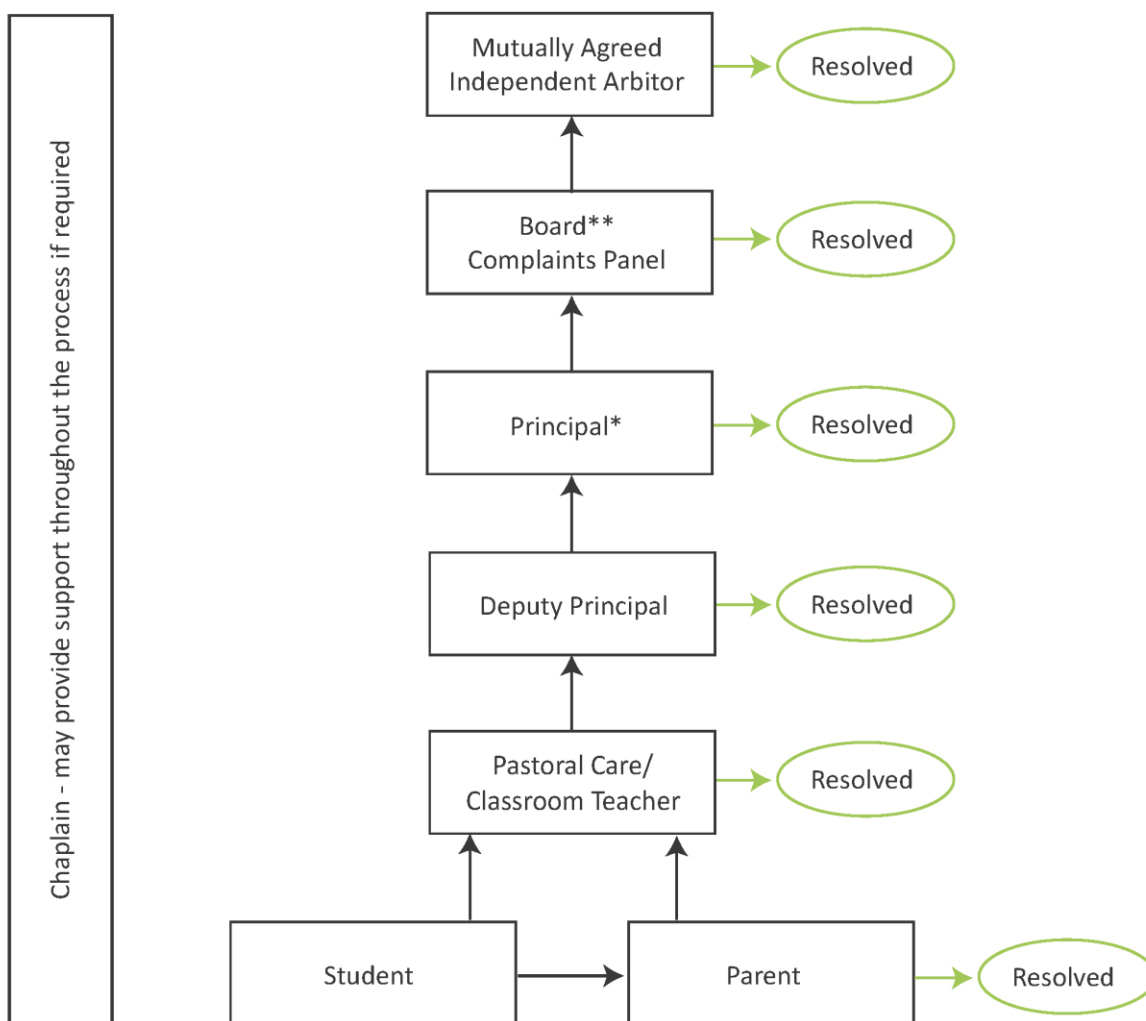 Chaplain - may provide support throughout the process if required
Mutually Agreed
Independent Arbitor
Resolved
Board**
Complaints Panel
Resolved
Principal*
Resolved
Deputy Principal
Resolved
Pastoral Care/
Classroom Teacher
Resolved
Student
Parent
Resolved